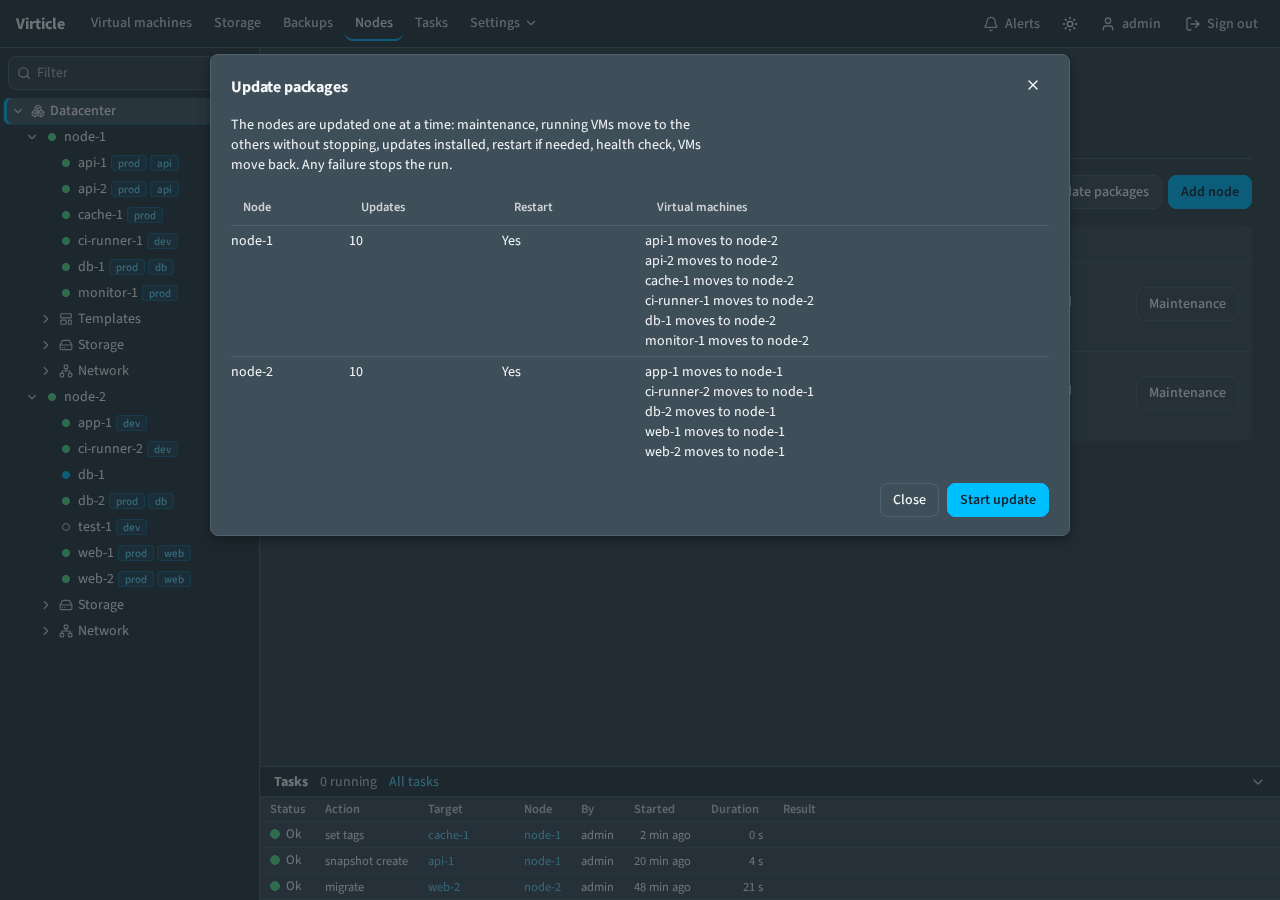 Virticle Virtual machines Storage Backups Nodes Tasks Settings Alerts admin Sign out
Filter
Datacenter
node-1
api-1 prod api
api-2 prod api
cache-1 prod
ci-runner-1 dev
db-1 prod db
monitor-1 prod
Templates
Storage
Network
node-2
app-1 dev
ci-runner-2 dev
db-1
db-2 prod db
test-1 dev
web-1 prod web
web-2 prod web
Storage
Network
Update packages
The nodes are updated one at a time: maintenance, running VMs move to the
others without stopping, updates installed, restart if needed, health check, VMs
move back. Any failure stops the run.
Node Updates Restart Virtual machines
node-1 10 Yes api-1 moves to node-2
api-2 moves to node-2
cache-1 moves to node-2
ci-runner-1 moves to node-2
db-1 moves to node-2
monitor-1 moves to node-2
node-2 10 Yes app-1 moves to node-1
ci-runner-2 moves to node-1
db-2 moves to node-1
web-1 moves to node-1
web-2 moves to node-1
Close Start update
packages Add node
Maintenance
Maintenance
Tasks 0 running All tasks
Status Action Target Node By Started Duration Result
Ok set tags cache-1 node-1 admin 2 min ago 0 s
Ok snapshot create api-1 node-1 admin 20 min ago 4 s
Ok migrate web-2 node-2 admin 48 min ago 21 s